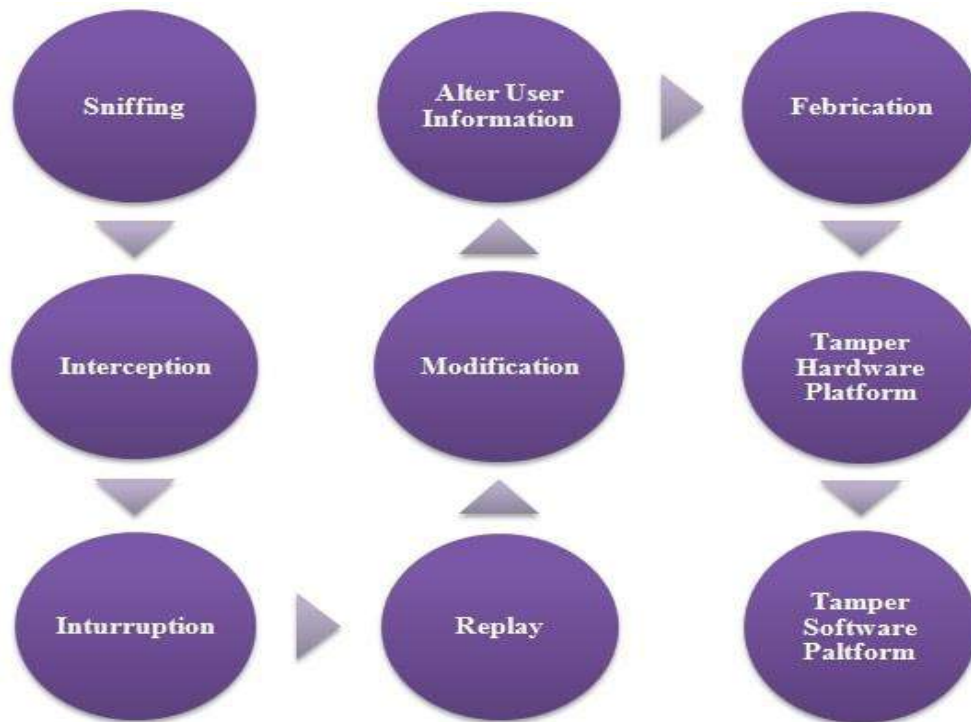 Sniffing
Interception
Inturruption
Replay
Modification
Alter User
Information
Febrication
Tamper
Hardware
Platform
Tamper
Software
Paltform